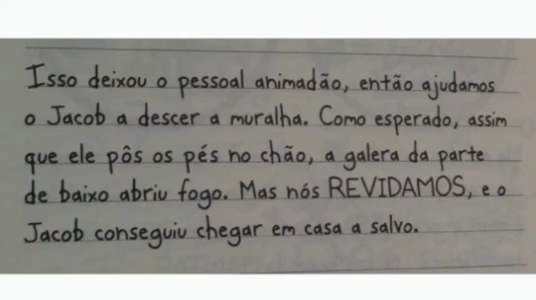 Isso deixou o pessoal animadão, então ajudamos
o Jacob a descer a muralha. Como esperado, assim
que ele pôs os pés no chão, a galera da parte
de baixo abriu fogo. Mas nós REVIDAMOS, e o
Jacob conseguiu chegar em casa a salvo.